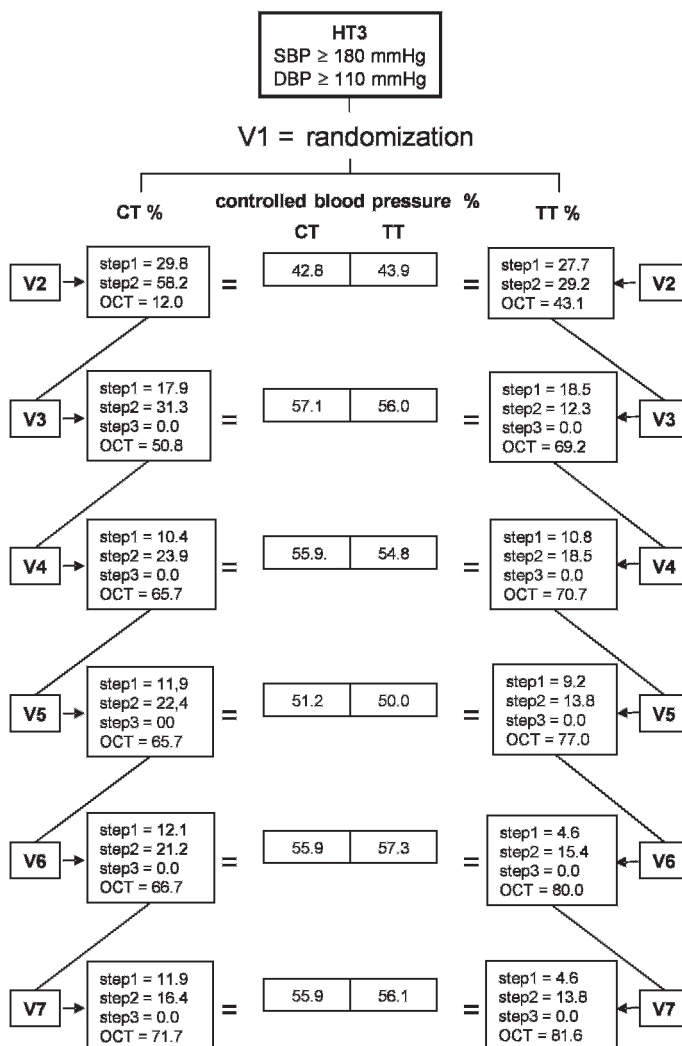 HT3
SBP ≥ 180 mmHg
DBP ≥ 110 mmHg
V1 = randomization
controlled blood pressure %
CT %
TT %
CT TT
V2
step1 = 29.8
step2 = 58.2
OCT = 12.0
=
42.8 43.9
=
step1 = 27.7
step2 = 29.2
OCT = 43.1
V2
V3
step1 = 17.9
step2 = 31.3
step3 = 0.0
OCT = 50.8
=
57.1 56.0
=
step1 = 18.5
step2 = 12.3
step3 = 0.0
OCT = 69.2
V3
V4
step1 = 10.4
step2 = 23.9
step3 = 0.0
OCT = 65.7
=
55.9. 54.8
=
step1 = 10.8
step2 = 18.5
step3 = 0.0
OCT = 70.7
V4
V5
step1 = 11,9
step2 = 22,4
step3 = 00
OCT = 65.7
=
51.2 50.0
=
step1 = 9.2
step2 = 13.8
step3 = 0.0
OCT = 77.0
V5
V6
step1 = 12.1
step2 = 21.2
step3 = 0.0
OCT = 66.7
=
55.9 57.3
=
step1 = 4.6
step2 = 15.4
step3 = 0.0
OCT = 80.0
V6
V7
step1 = 11.9
step2 = 16.4
step3 = 0.0
OCT = 71.7
=
55.9 56.1
=
step1 = 4.6
step2 = 13.8
step3 = 0.0
OCT = 81.6
V7